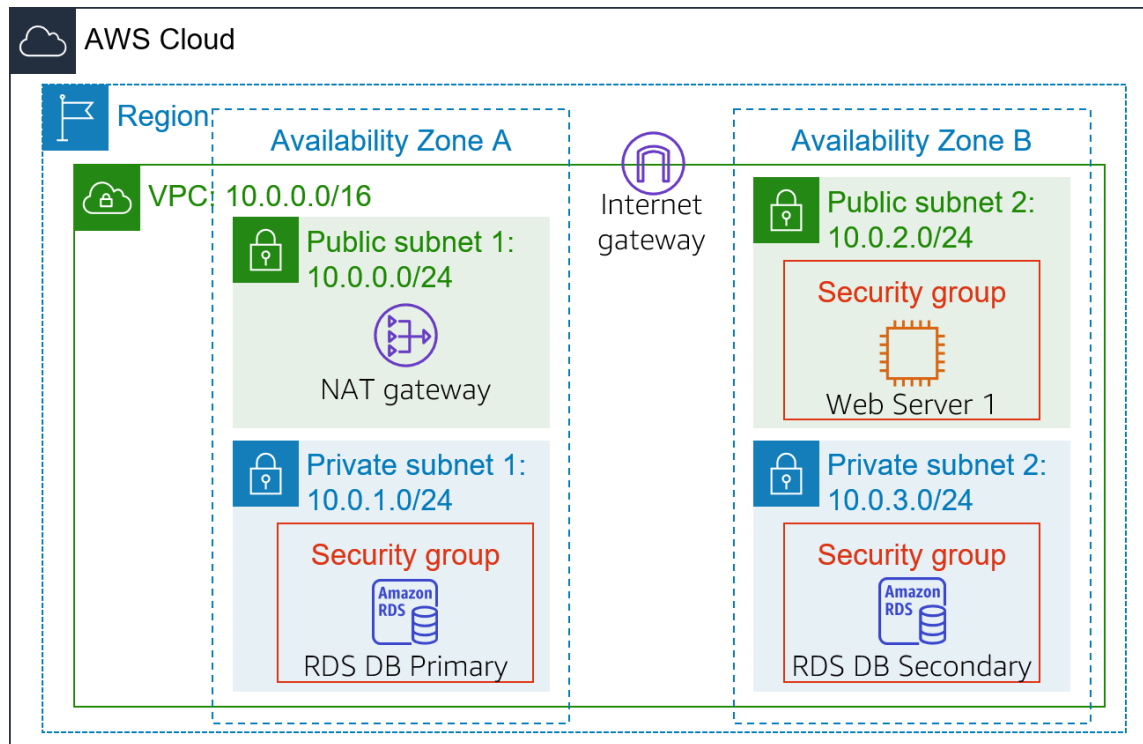 AWS Cloud
Region
Availability Zone A
Availability Zone B
VPC: 10.0.0.0/16
Internet
gateway
Public subnet 1:
10.0.0.0/24
NAT gateway
Public subnet 2:
10.0.2.0/24
Security group
Web Server 1
Private subnet 1:
10.0.1.0/24
Security group
Amazon
RDS
RDS DB Primary
Private subnet 2:
10.0.3.0/24
Security group
Amazon
RDS
RDS DB Secondary